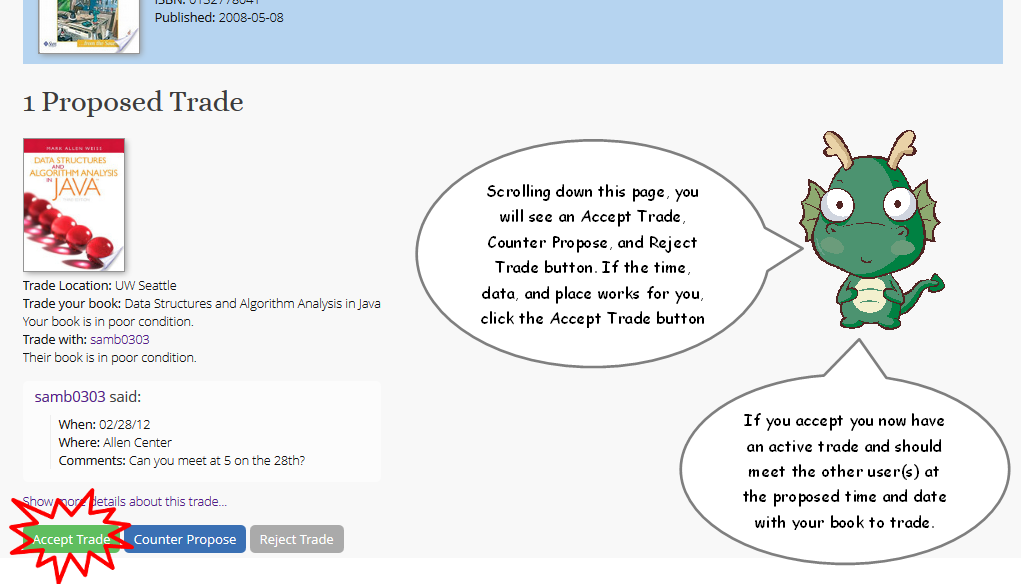 ISBN: 0132778041
Published: 2008-05-08
1 Proposed Trade
MARK ALLEN WEISS
DATA STRUCTURES
AND
ALGORITHM ANALYSIS
IN JAVA
Trade Location: UW Seattle
Trade your book: Data Structures and Algorithm Analysis in Java
Your book is in poor condition.
Trade with: samb0303
Their book is in poor condition.
samb0303 said:
When: 02/28/12
Where: Allen Center
Comments: Can you meet at 5 on the 28th?
Show more details about this trade...
Accept Trade
Counter Propose
Reject Trade
Scrolling down this page, you
will see an Accept Trade,
Counter Propose, and Reject
Trade button. If the time,
data, and place works for you,
click the Accept Trade button
If you accept you now have
an active trade and should
meet the other user(s) at
the proposed time and date
with your book to trade.